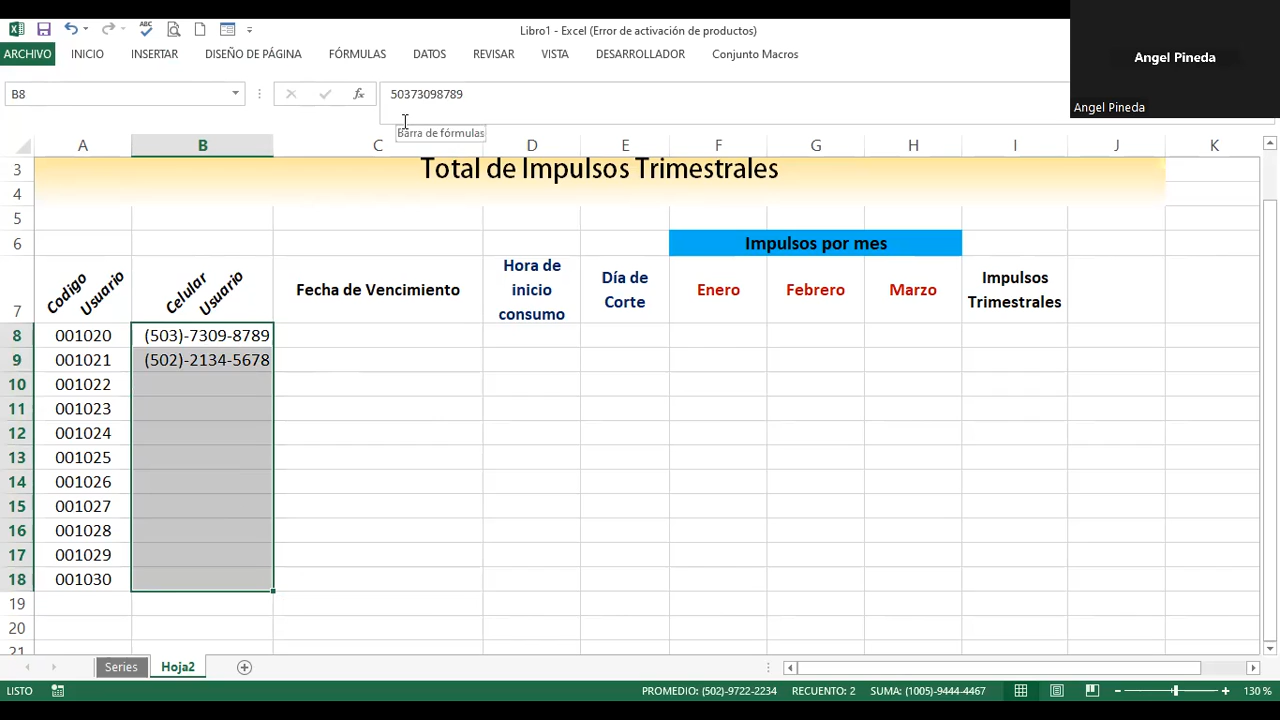 Libro1 - Excel (Error de activación de productos)
Angel Pineda
Angel Pineda
ARCHIVO INICIO INSERTAR DISEÑO DE PÁGINA FÓRMULAS DATOS REVISAR VISTA DESARROLLADOR Conjunto Macros
B8 fx 50373098789
Barra de fórmulas
A B C D E F G H I J K
3 Total de Impulsos Trimestrales
4
5
6 Impulsos por mes
7 Codigo Usuario Celular Usuario Fecha de Vencimiento Hora de inicio consumo Día de Corte Enero Febrero Marzo Impulsos Trimestrales
8 001020 (503)-7309-8789
9 001021 (502)-2134-5678
10 001022
11 001023
12 001024
13 001025
14 001026
15 001027
16 001028
17 001029
18 001030
19
20
21
Series Hoja2
LISTO PROMEDIO: (502)-9722-2234 RECUENTO: 2 SUMA: (1005)-9444-4467 130 %